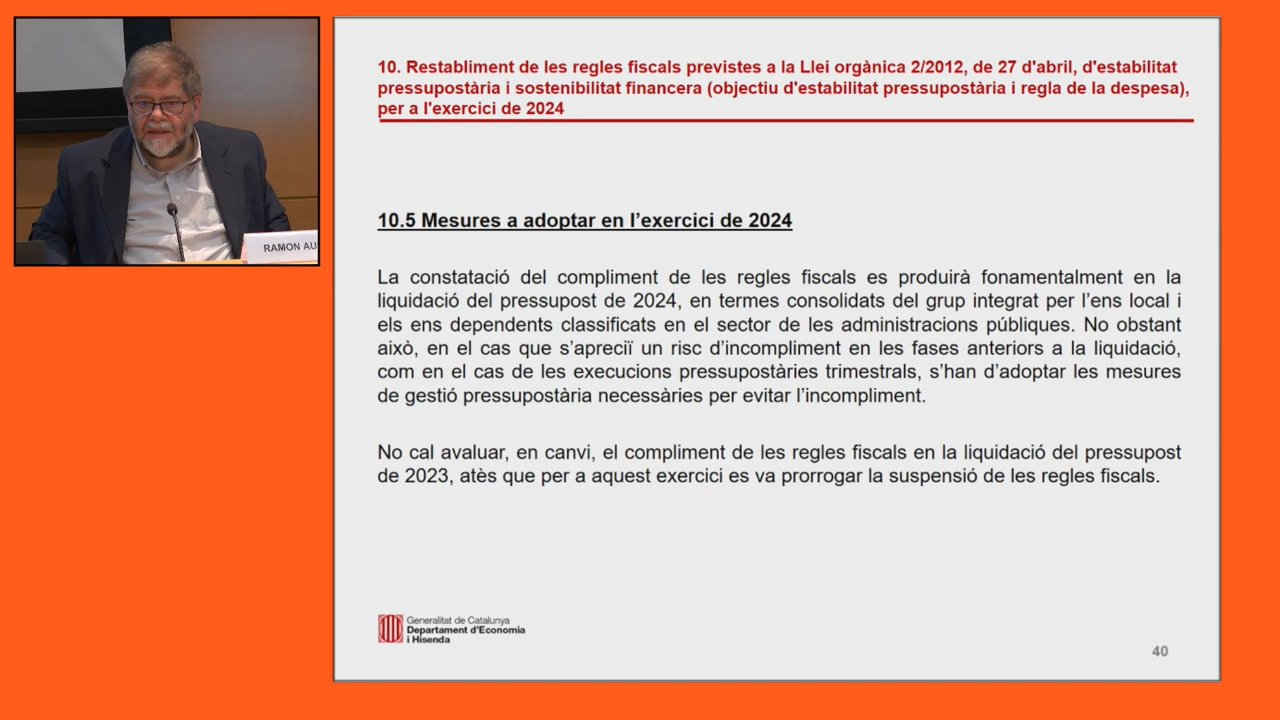 RAMON
10. Restabliment de les regles fiscals previstes a la Llei orgànica 2/2012, de 27 d'abril, d'estabilitat
pressupostària i sostenibilitat financera (objectiu d'estabilitat pressupostària i regla de la despesa),
per a l'exercici de 2024
10.5 Mesures a adoptar en l’exercici de 2024
La constatació del compliment de les regles fiscals es produirà fonamentalment en la
liquidació del pressupost de 2024, en termes consolidats del grup integrat per l’ens local i
els ens dependents classificats en el sector de les administracions públiques. No obstant
això, en el cas que s’apreciï un risc d’incompliment en les fases anteriors a la liquidació,
com en el cas de les execucions pressupostàries trimestrals, s’han d’adoptar les mesures
de gestió pressupostària necessàries per evitar l’incompliment.
No cal avaluar, en canvi, el compliment de les regles fiscals en la liquidació del pressupost
de 2023, atès que per a aquest exercici es va prorrogar la suspensió de les regles fiscals.
Generalitat de Catalunya
Departament d'Economia
i Hisenda
40